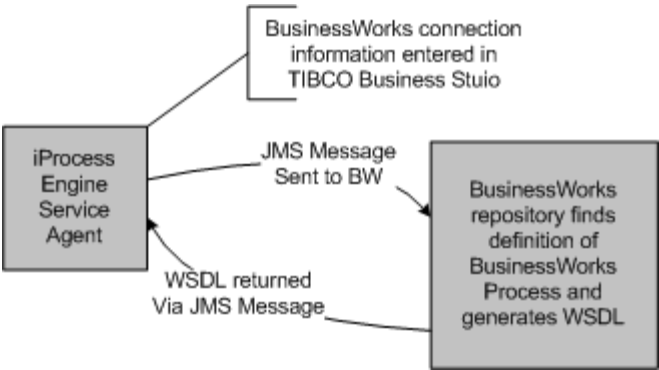 BusinessWorks connection
information entered in
TIBCO Business Stuio
iProcess
Engine
Service
Agent
JMS Message
Sent to BW
BusinessWorks
repository finds
definition of
BusinessWorks
Process and
generates WSDL
WSDL returned
Via JMS Message